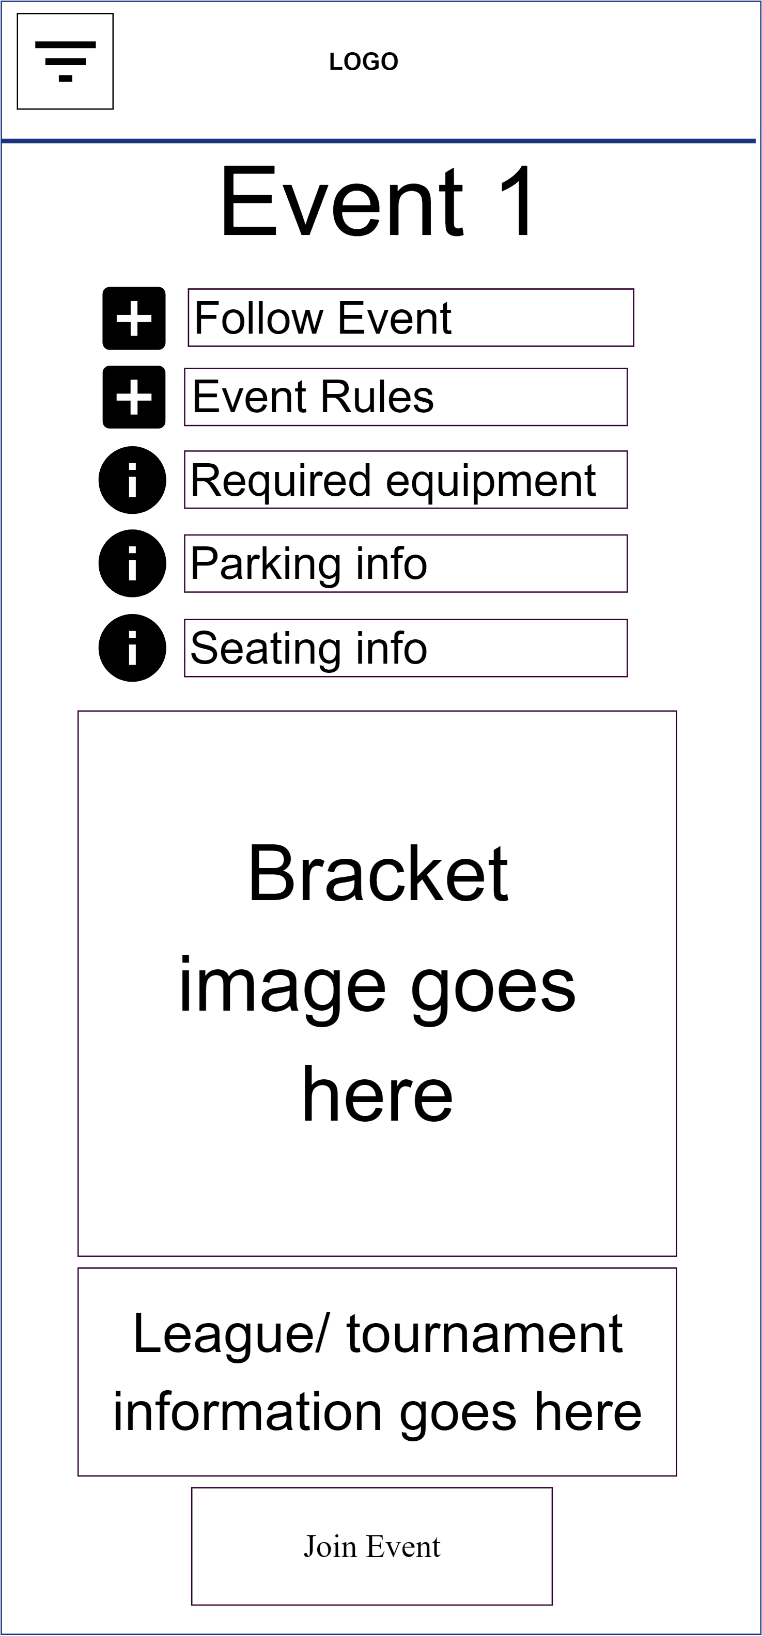 LOGO
Event 1
Follow Event
Event Rules
Required equipment
Parking info
Seating info
Bracket
image goes
here
League/ tournament
information goes here
Join Event